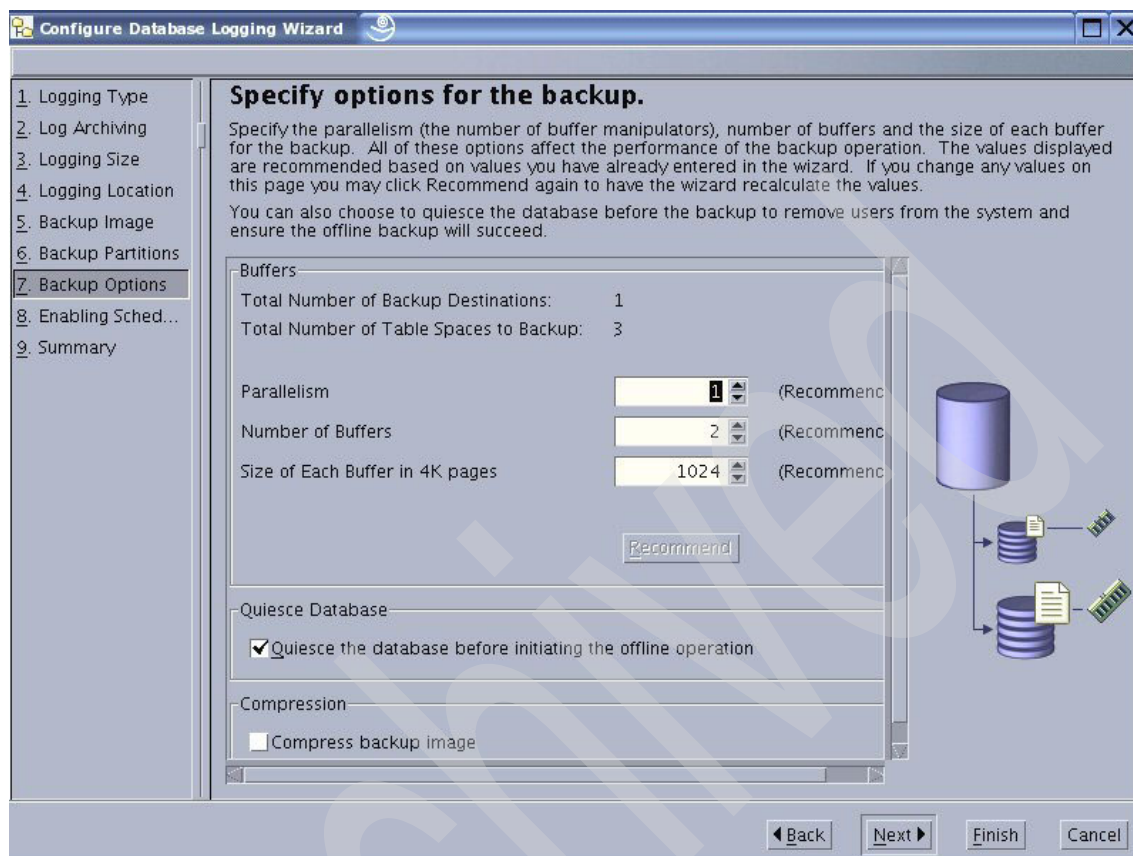 Configure Database Logging Wizard
1. Logging Type
2. Log Archiving
3. Logging Size
4. Logging Location
5. Backup Image
6. Backup Partitions
7. Backup Options
8. Enabling Sched...
9. Summary
Specify options for the backup.
Specify the parallelism (the number of buffer manipulators), number of buffers and the size of each buffer
for the backup. All of these options affect the performance of the backup operation. The values displayed
are recommended based on values you have already entered in the wizard. If you change any values on
this page you may click Recommend again to have the wizard recalculate the values.
You can also choose to quiesce the database before the backup to remove users from the system and
ensure the offline backup will succeed.
Buffers
Total Number of Backup Destinations: 1
Total Number of Table Spaces to Backup: 3
Parallelism 1 (Recommenc
Number of Buffers 2 (Recommenc
Size of Each Buffer in 4K pages 1024 (Recommenc
Recommend
Quiesce Database
Quiesce the database before initiating the offline operation
Compression
Compress backup image
Back Next Finish Cancel